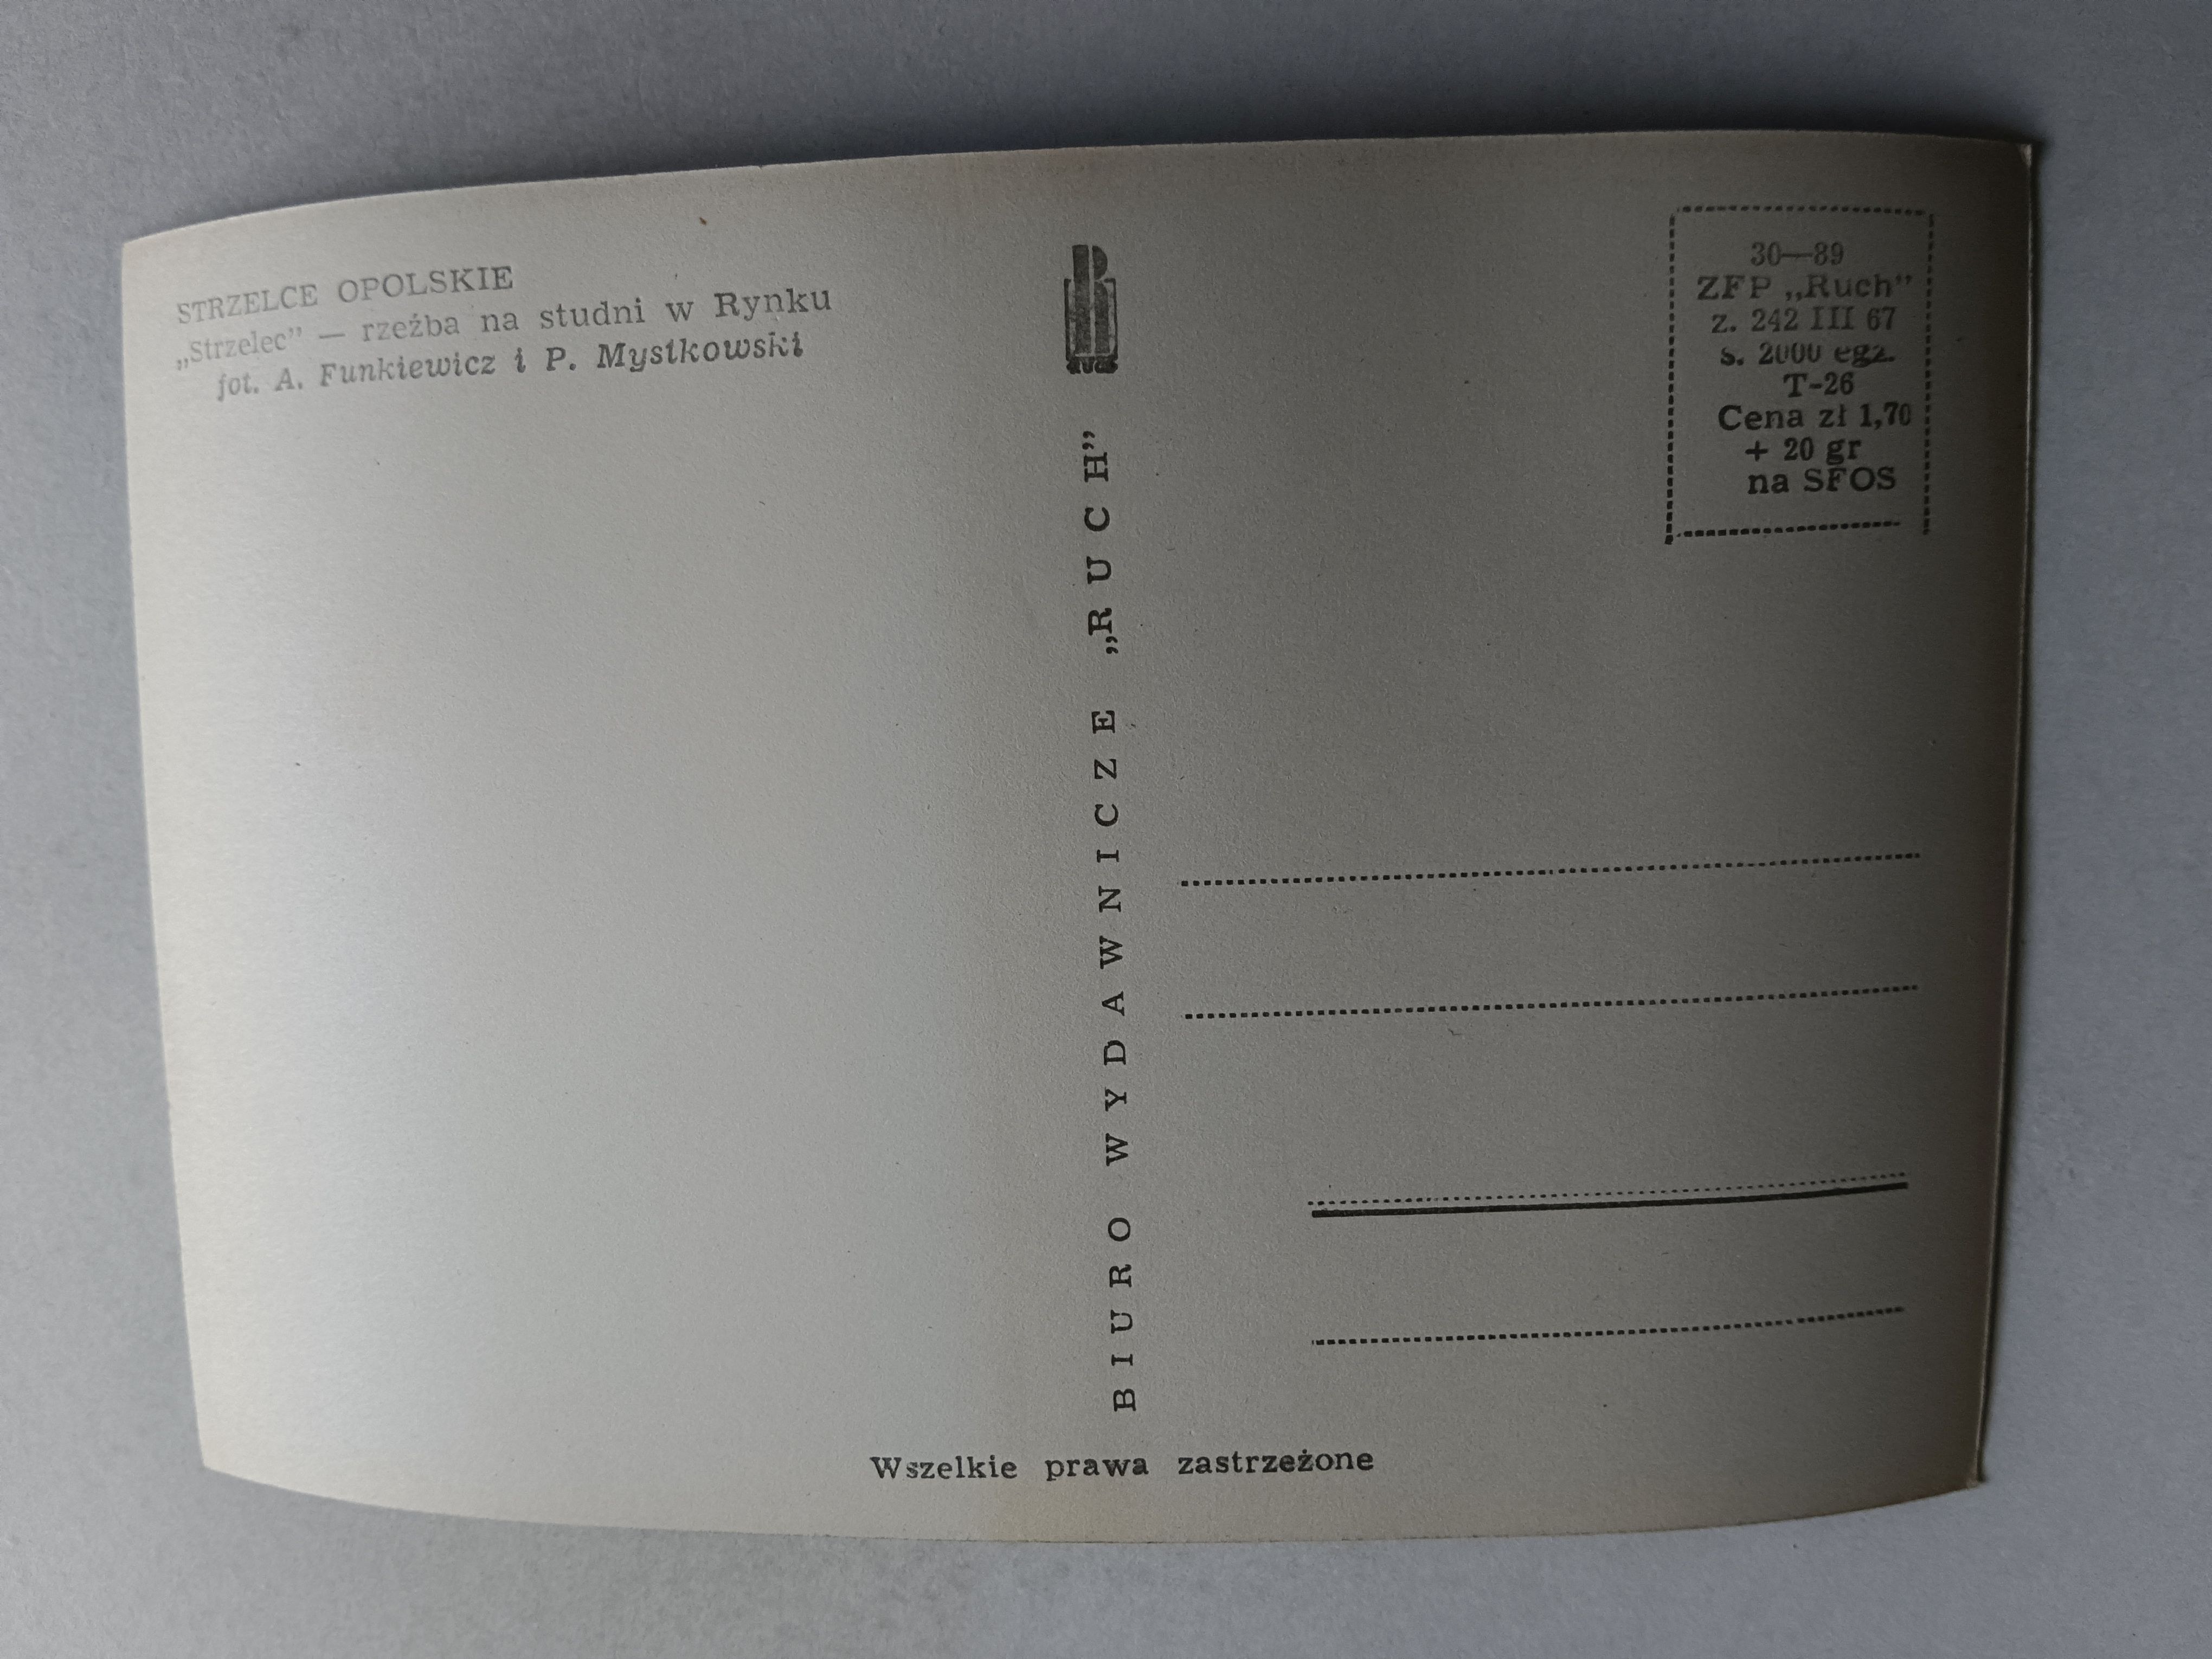 STRZELCE OPOLSKIE
„Strzelec” — rzeźba na studni w Rynku
fot. A. Funkiewicz i P. Mystkowski
RUCH
BIURO WYDAWNICZE „RUCH”
30—89
ZFP „Ruch”
z. 242 III 67
s. 2000 egz.
T-26
Cena zł 1,70
+ 20 gr
na SFOS
Wszelkie prawa zastrzeżone